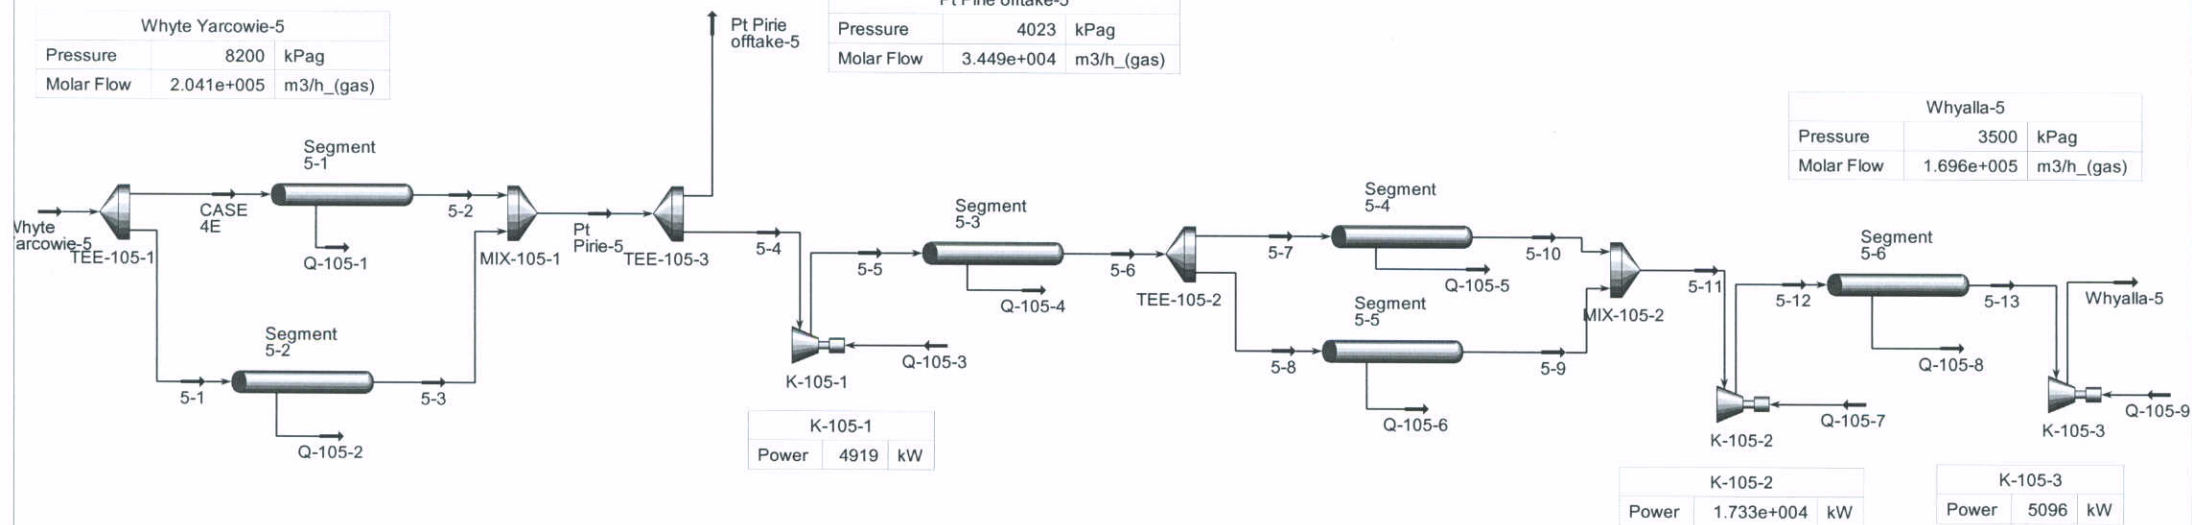 Whyte Yarcowie-5
Pressure 8200 kPag
Molar Flow 2.041e+005 m3/h_(gas)
Pt Pirie
offtake-5
Pt Pirie offtake-5
Pressure 4023 kPag
Molar Flow 3.449e+004 m3/h_(gas)
Whyalla-5
Pressure 3500 kPag
Molar Flow 1.696e+005 m3/h_(gas)
Whyte
arcowie-5
TEE-105-1
CASE
4E
Segment
5-1
Q-105-1
5-2
MIX-105-1
Pt
Pirie-5
TEE-105-3
5-1
Segment
5-2
Q-105-2
5-3
5-4
5-5
K-105-1
Q-105-3
K-105-1
Power 4919 kW
Segment
5-3
Q-105-4
5-6
TEE-105-2
5-7
Segment
5-4
Q-105-5
5-10
5-8
Segment
5-5
Q-105-6
5-9
MIX-105-2
5-11
K-105-2
Q-105-7
5-12
Segment
5-6
Q-105-8
5-13
Whyalla-5
K-105-3
Q-105-9
K-105-2
Power 1.733e+004 kW
K-105-3
Power 5096 kW